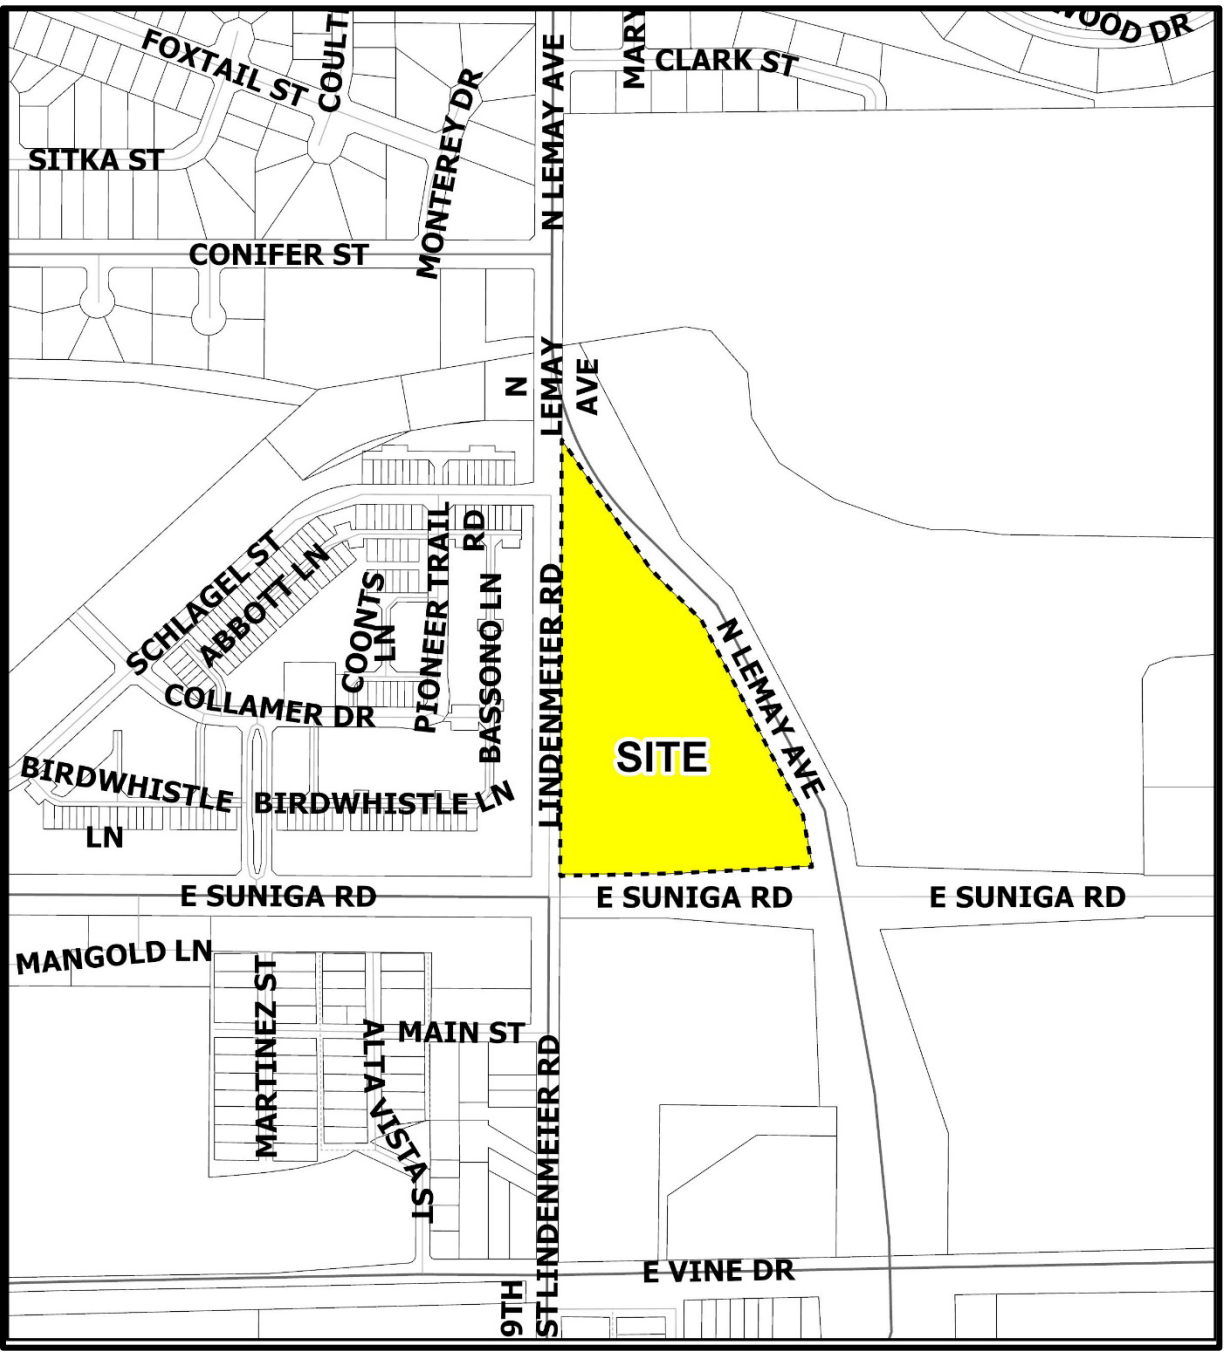 WOOD DR
FOXTAIL ST
COULT
MARY
CLARK ST
N LEMAY AVE
MONTEREY DR
SITKA ST
CONIFER ST
N
LEMAY
AVE
SCHLAGEL ST
ABBOTT LN
COONTS
LN
PIONEER TRAIL
RD
BASSONO LN
LINDENMEIER RD
N LEMAY AVE
COLLAMER DR
SITE
BIRDWHISTLE
LN
BIRDWHISTLE LN
E SUNIGA RD
E SUNIGA RD
E SUNIGA RD
MANGOLD LN
MARTINEZ ST
ALTA VISTA ST
MAIN ST
LINDENMEIER RD
E VINE DR
9TH
ST